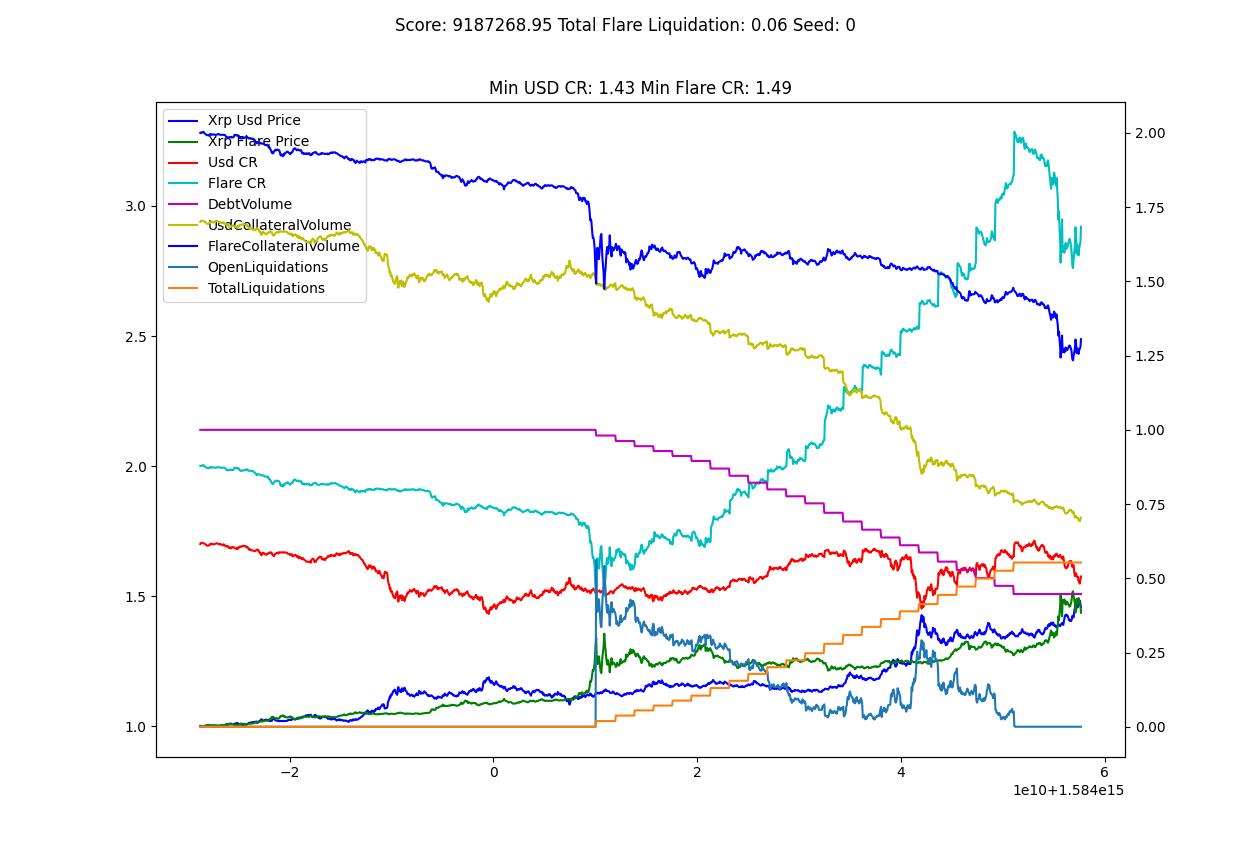 Score: 9187268.95 Total Flare Liquidation: 0.06 Seed: 0
Min USD CR: 1.43 Min Flare CR: 1.49
Xrp Usd Price
Xrp Flare Price
Usd CR
Flare CR
DebtVolume
UsdCollateralVolume
FlareCollateralVolume
OpenLiquidations
TotalLiquidations
3.0
2.5
2.0
1.5
1.0
2.00
1.75
1.50
1.25
1.00
0.75
0.50
0.25
0.00
−2
0
2
4
6
1e10+1.584e15